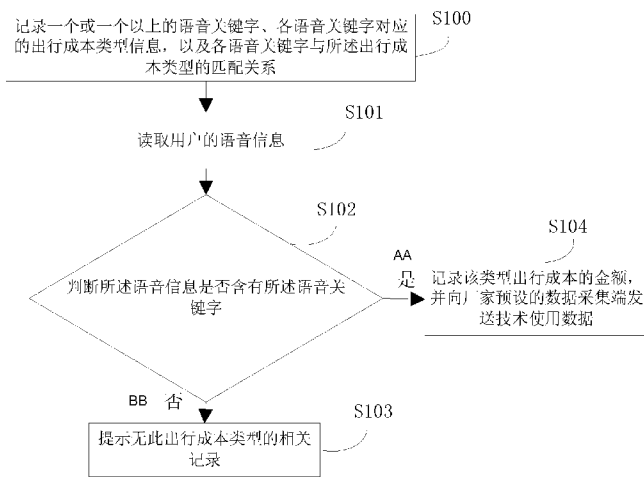 S100
记录一个或一个以上的语音关键字、各语音关键字对应
的出行成本类型信息，以及各语音关键字与所述出行成
本类型的匹配关系
S101
读取用户的语音信息
S102
判断所述语音信息是否含有所述语音关
键字
AA
是
S104
记录该类型出行成本的金额，
并向厂家预设的数据采集端发
送技术使用数据
BB 否
S103
提示无此出行成本类型的相关
记录